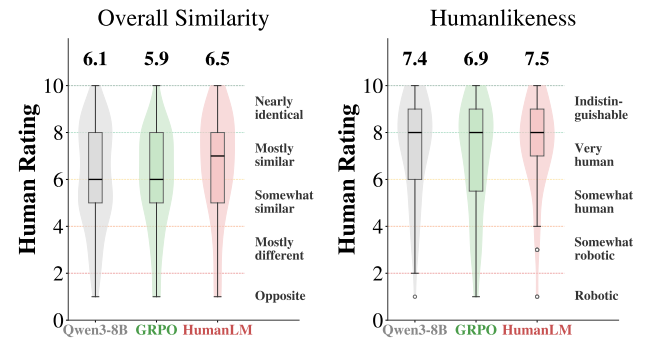 Overall Similarity
6.1 5.9 6.5
Human Rating
10
8
6
4
2
0
Nearly
identical
Mostly
similar
Somewhat
similar
Mostly
different
Opposite
Qwen3-8B GRPO HumanLM
Humanlikeness
7.4 6.9 7.5
Human Rating
10
8
6
4
2
0
Indistin-
guishable
Very
human
Somewhat
human
Somewhat
robotic
Robotic
Qwen3-8B GRPO HumanLM